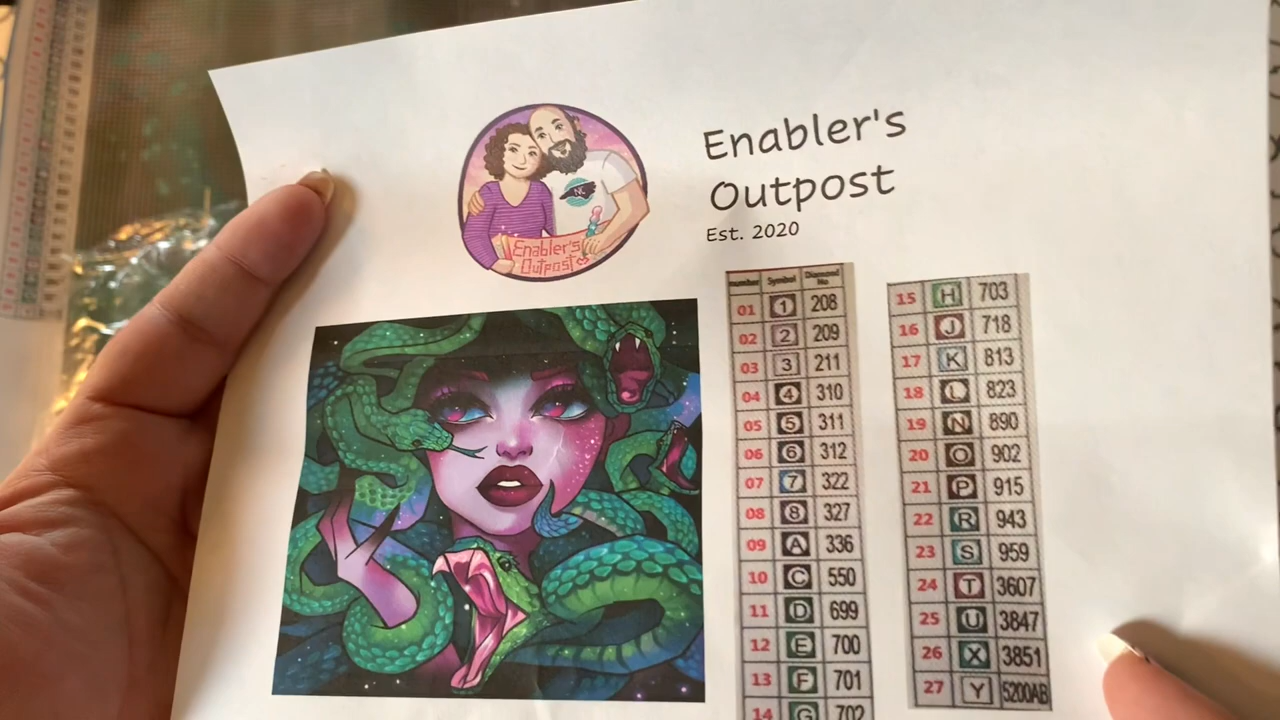 Enabler's
Outpost
Est. 2020
NC
Enabler's
Outpost
number Symbol Diamond No
01 1 208
02 2 209
03 3 211
04 4 310
05 5 311
06 6 312
07 7 322
08 8 327
09 A 336
10 C 550
11 D 699
12 E 700
13 F 701
14 G 702
15 H 703
16 J 718
17 K 813
18 L 823
19 N 890
20 O 902
21 P 915
22 R 943
23 S 959
24 T 3607
25 U 3847
26 X 3851
27 Y 5200AB